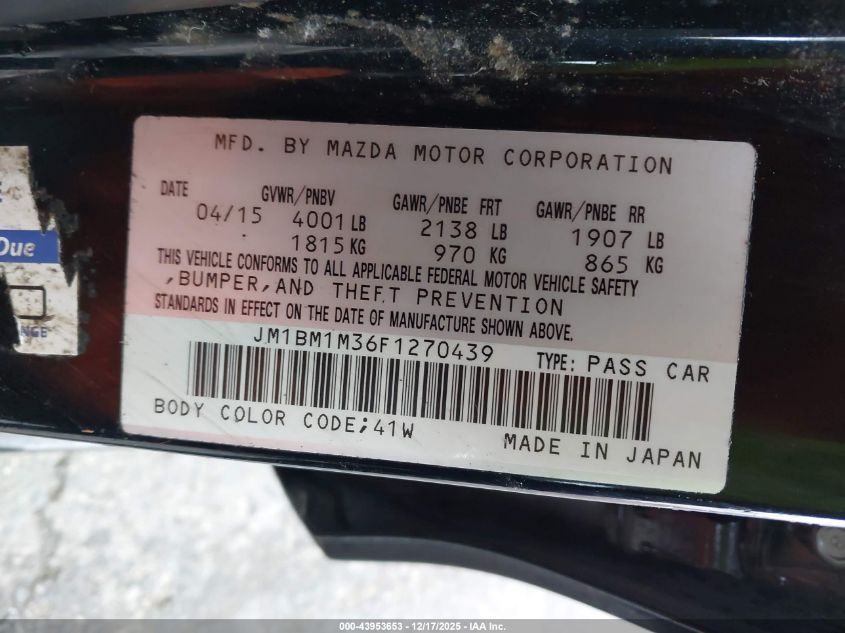 MFD. BY MAZDA MOTOR CORPORATION
DATE GVWR/PNBV GAWR/PNBE FRT GAWR/PNBE RR
04/15 4001 LB 2138 LB 1907 LB
1815 KG 970 KG 865 KG
THIS VEHICLE CONFORMS TO ALL APPLICABLE FEDERAL MOTOR VEHICLE SAFETY
,BUMPER,AND THEFT PREVENTION
STANDARDS IN EFFECT ON THE DATE OF MANUFACTURE SHOWN ABOVE.
JM1BM1M36F1270439 TYPE: PASS CAR
BODY COLOR CODE;41W
MADE IN JAPAN
Due
000-43953653 - 12/17/2025 - IAA Inc.